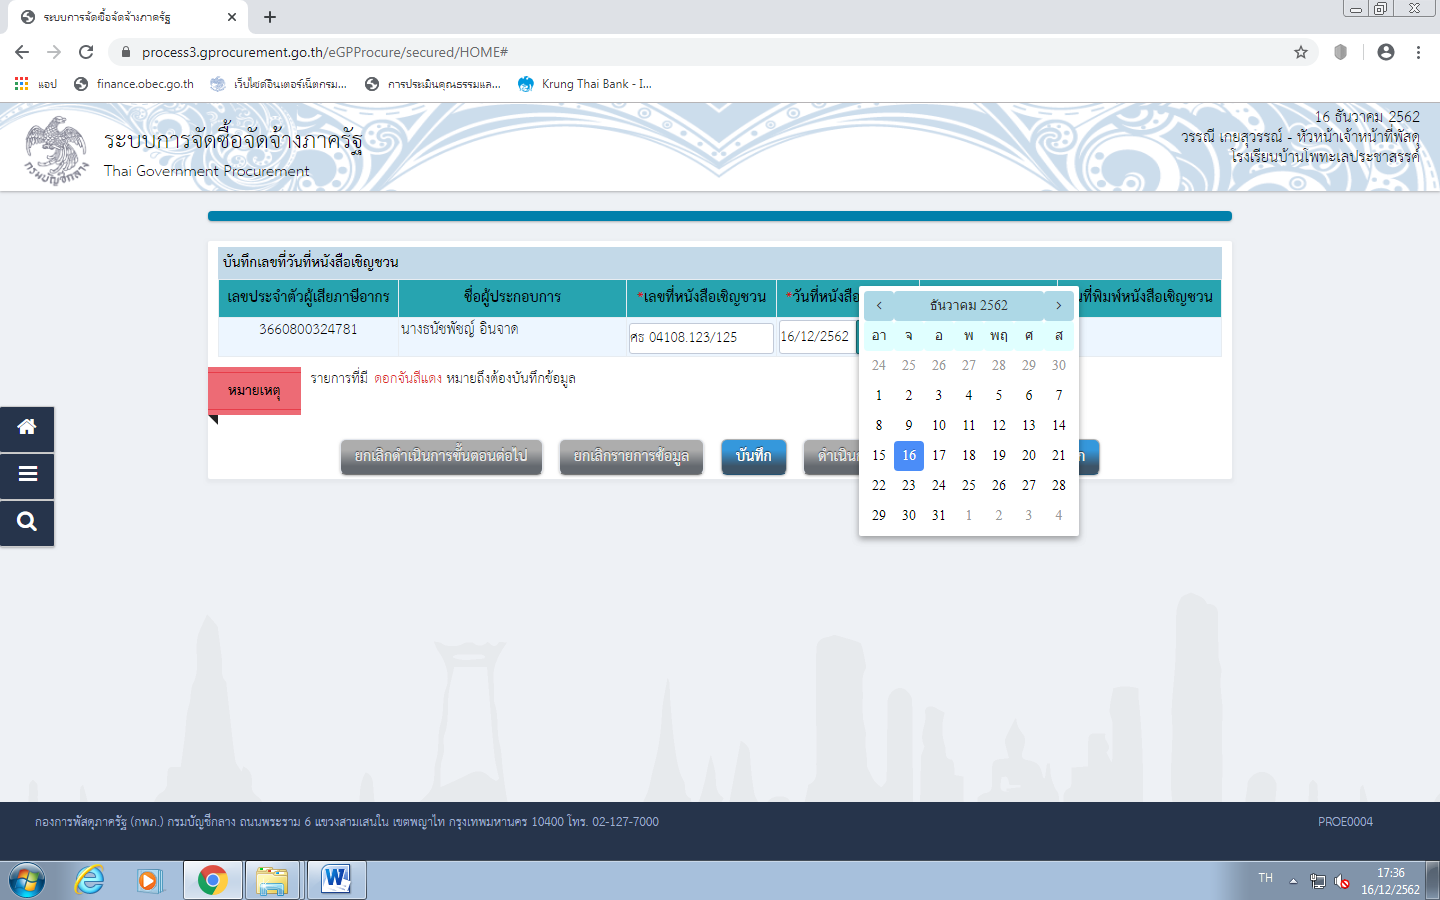 ระบบการจัดซื้อจัดจ้างภาครัฐ
process3.gprocurement.go.th/eGPProcure/secured/HOME#
แอป finance.obec.go.th เว็บไซต์อินเตอร์เน็ตกรม... การประเมินคุณธรรมแล... Krung Thai Bank - I...
ระบบการจัดซื้อจัดจ้างภาครัฐ
Thai Government Procurement
กรมบัญชีกลาง
16 ธันวาคม 2562
วรรณี เกยสุวรรณ์ - หัวหน้าเจ้าหน้าที่พัสดุ
โรงเรียนบ้านโพทะเลประชาสรรค์
บันทึกเลขที่วันที่หนังสือเชิญชวน
เลขประจำตัวผู้เสียภาษีอากร ชื่อผู้ประกอบการ *เลขที่หนังสือเชิญชวน *วันที่หนังสือ นที่พิมพ์หนังสือเชิญชวน
3660800324781 นางธนัชพัชญ์ อินจาด ศธ 04108.123/125 16/12/2562
หมายเหตุ รายการที่มี ดอกจันสีแดง หมายถึงต้องบันทึกข้อมูล
ยกเลิกดำเนินการขั้นตอนต่อไป ยกเลิกรายการข้อมูล บันทึก ดำเนิน ก
< ธันวาคม 2562 >
อา จ อ พ พฤ ศ ส
24 25 26 27 28 29 30
1 2 3 4 5 6 7
8 9 10 11 12 13 14
15 16 17 18 19 20 21
22 23 24 25 26 27 28
29 30 31 1 2 3 4
กองการพัสดุภาครัฐ (กพภ.) กรมบัญชีกลาง ถนนพระราม 6 แขวงสามเสนใน เขตพญาไท กรุงเทพมหานคร 10400 โทร. 02-127-7000 PROE0004
TH 17:36
16/12/2562